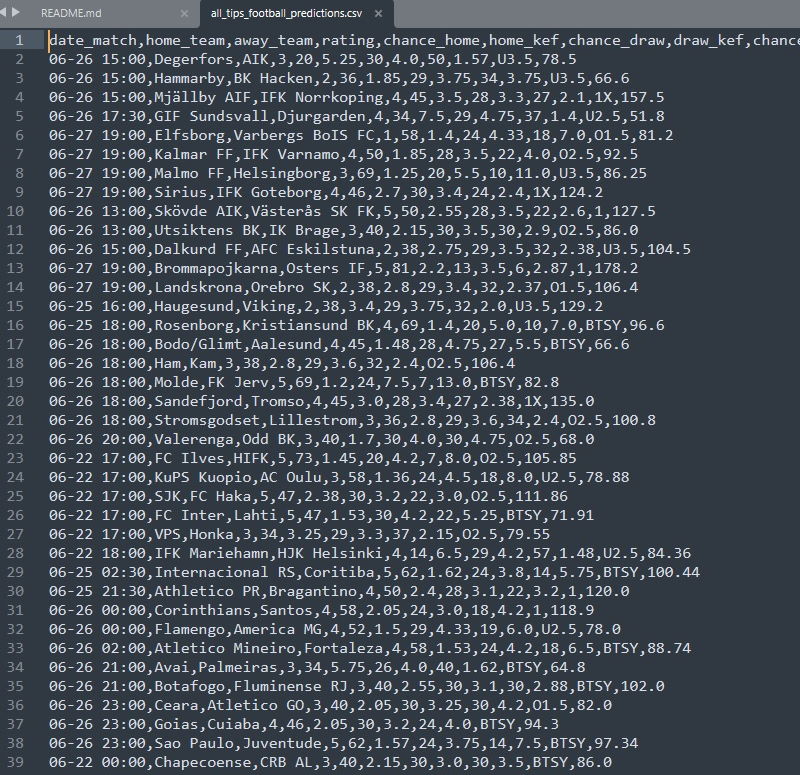 README.md × all_tips_football_predictions.csv ×
1 date_match,home_team,away_team,rating,chance_home,home_kef,chance_draw,draw_kef,chance
2 06-26 15:00,Degerfors,AIK,3,20,5.25,30,4.0,50,1.57,U3.5,78.5
3 06-26 15:00,Hammarby,BK Hacken,2,36,1.85,29,3.75,34,3.75,U3.5,66.6
4 06-26 15:00,Mjällby AIF,IFK Norrkoping,4,45,3.5,28,3.3,27,2.1,1X,157.5
5 06-26 17:30,GIF Sundsvall,Djurgarden,4,34,7.5,29,4.75,37,1.4,U2.5,51.8
6 06-27 19:00,Elfsborg,Varbergs BoIS FC,1,58,1.4,24,4.33,18,7.0,O1.5,81.2
7 06-27 19:00,Kalmar FF,IFK Varnamo,4,50,1.85,28,3.5,22,4.0,O2.5,92.5
8 06-27 19:00,Malmo FF,Helsingborg,3,69,1.25,20,5.5,10,11.0,U3.5,86.25
9 06-27 19:00,Sirius,IFK Goteborg,4,46,2.7,30,3.4,24,2.4,1X,124.2
10 06-26 13:00,Skövde AIK,Västerås SK FK,5,50,2.55,28,3.5,22,2.6,1,127.5
11 06-26 13:00,Utsiktens BK,IK Brage,3,40,2.15,30,3.5,30,2.9,O2.5,86.0
12 06-26 15:00,Dalkurd FF,AFC Eskilstuna,2,38,2.75,29,3.5,32,2.38,U3.5,104.5
13 06-27 19:00,Brommapojkarna,Osters IF,5,81,2.2,13,3.5,6,2.87,1,178.2
14 06-27 19:00,Landskrona,Orebro SK,2,38,2.8,29,3.4,32,2.37,O1.5,106.4
15 06-25 16:00,Haugesund,Viking,2,38,3.4,29,3.75,32,2.0,U3.5,129.2
16 06-25 18:00,Rosenborg,Kristiansund BK,4,69,1.4,20,5.0,10,7.0,BTSY,96.6
17 06-26 18:00,Bodo/Glimt,Aalesund,4,45,1.48,28,4.75,27,5.5,BTSY,66.6
18 06-26 18:00,Ham,Kam,3,38,2.8,29,3.6,32,2.4,O2.5,106.4
19 06-26 18:00,Molde,FK Jerv,5,69,1.2,24,7.5,7,13.0,BTSY,82.8
20 06-26 18:00,Sandefjord,Tromso,4,45,3.0,28,3.4,27,2.38,1X,135.0
21 06-26 18:00,Stromsgodset,Lillestrom,3,36,2.8,29,3.6,34,2.4,O2.5,100.8
22 06-26 20:00,Valerenga,Odd BK,3,40,1.7,30,4.0,30,4.75,O2.5,68.0
23 06-22 17:00,FC Ilves,HIFK,5,73,1.45,20,4.2,7,8.0,O2.5,105.85
24 06-22 17:00,KuPS Kuopio,AC Oulu,3,58,1.36,24,4.5,18,8.0,U2.5,78.88
25 06-22 17:00,SJK,FC Haka,5,47,2.38,30,3.2,22,3.0,O2.5,111.86
26 06-22 17:00,FC Inter,Lahti,5,47,1.53,30,4.2,22,5.25,BTSY,71.91
27 06-22 17:00,VPS,Honka,3,34,3.25,29,3.3,37,2.15,O2.5,79.55
28 06-22 18:00,IFK Mariehamn,HJK Helsinki,4,14,6.5,29,4.2,57,1.48,U2.5,84.36
29 06-25 02:30,Internacional RS,Coritiba,5,62,1.62,24,3.8,14,5.75,BTSY,100.44
30 06-25 21:30,Athletico PR,Bragantino,4,50,2.4,28,3.1,22,3.2,1,120.0
31 06-26 00:00,Corinthians,Santos,4,58,2.05,24,3.0,18,4.2,1,118.9
32 06-26 00:00,Flamengo,America MG,4,52,1.5,29,4.33,19,6.0,U2.5,78.0
33 06-26 02:00,Atletico Mineiro,Fortaleza,4,58,1.53,24,4.2,18,6.5,BTSY,88.74
34 06-26 21:00,Avai,Palmeiras,3,34,5.75,26,4.0,40,1.62,BTSY,64.8
35 06-26 21:00,Botafogo,Fluminense RJ,3,40,2.55,30,3.1,30,2.88,BTSY,102.0
36 06-26 23:00,Ceara,Atletico GO,3,40,2.05,30,3.25,30,4.2,O1.5,82.0
37 06-26 23:00,Goias,Cuiaba,4,46,2.05,30,3.2,24,4.0,BTSY,94.3
38 06-26 23:00,Sao Paulo,Juventude,5,62,1.57,24,3.75,14,7.5,BTSY,97.34
39 06-22 00:00,Chapecoense,CRB AL,3,40,2.15,30,3.0,30,3.5,BTSY,86.0